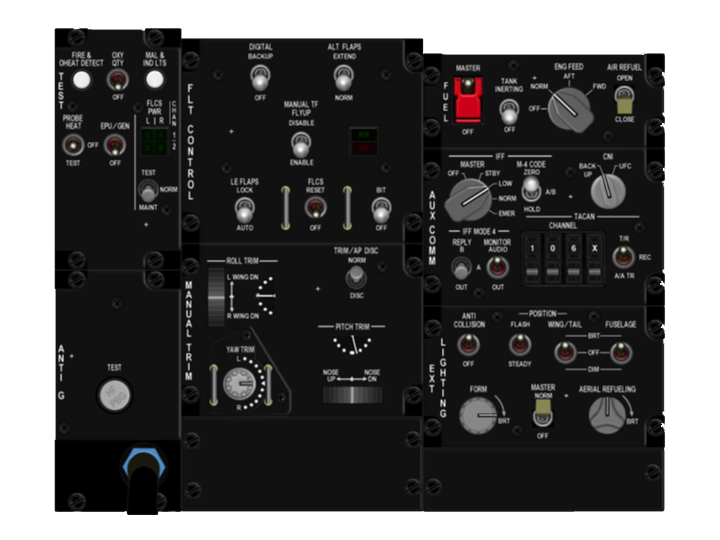 FIRE &
OHEAT DETECT
OXY
QTY
MAL &
IND LTS
OFF
TEST
FLCS
PWR
L R
CHAN 1 2
PROBE
HEAT
OFF
TEST
EPU/GEN
OFF
TEST
NORM
MAINT
ANTI G
TEST
FLT CONTROL
DIGITAL
BACKUP
OFF
ALT FLAPS
EXTEND
NORM
MANUAL TF
FLYUP
DISABLE
ENABLE
LE FLAPS
LOCK
AUTO
FLCS
RESET
OFF
BIT
OFF
MANUAL TRIM
ROLL TRIM
L WING DN
R WING DN
TRIM/AP DISC
NORM
DISC
YAW TRIM
L
R
PITCH TRIM
NOSE
UP
NOSE
DN
FUEL
MASTER
OFF
TANK
INERTING
OFF
ENG FEED
AFT
NORM
FWD
OFF
AIR REFUEL
OPEN
CLOSE
AUX COMM
IFF
MASTER
OFF
STBY
LOW
NORM
EMER
M-4 CODE
ZERO
A/B
HOLD
CNI
BACK
UP
UFC
IFF MODE 4
REPLY
B
A
OUT
MONITOR
AUDIO
OUT
TACAN
CHANNEL
1 0 6 X
T/R
REC
A/A TR
EXT LIGHTING
ANTI
COLLISION
OFF
POSITION
FLASH
STEADY
WING/TAIL
FUSELAGE
BRT
OFF
DIM
FORM
BRT
MASTER
NORM
OFF
AERIAL REFUELING
BRT